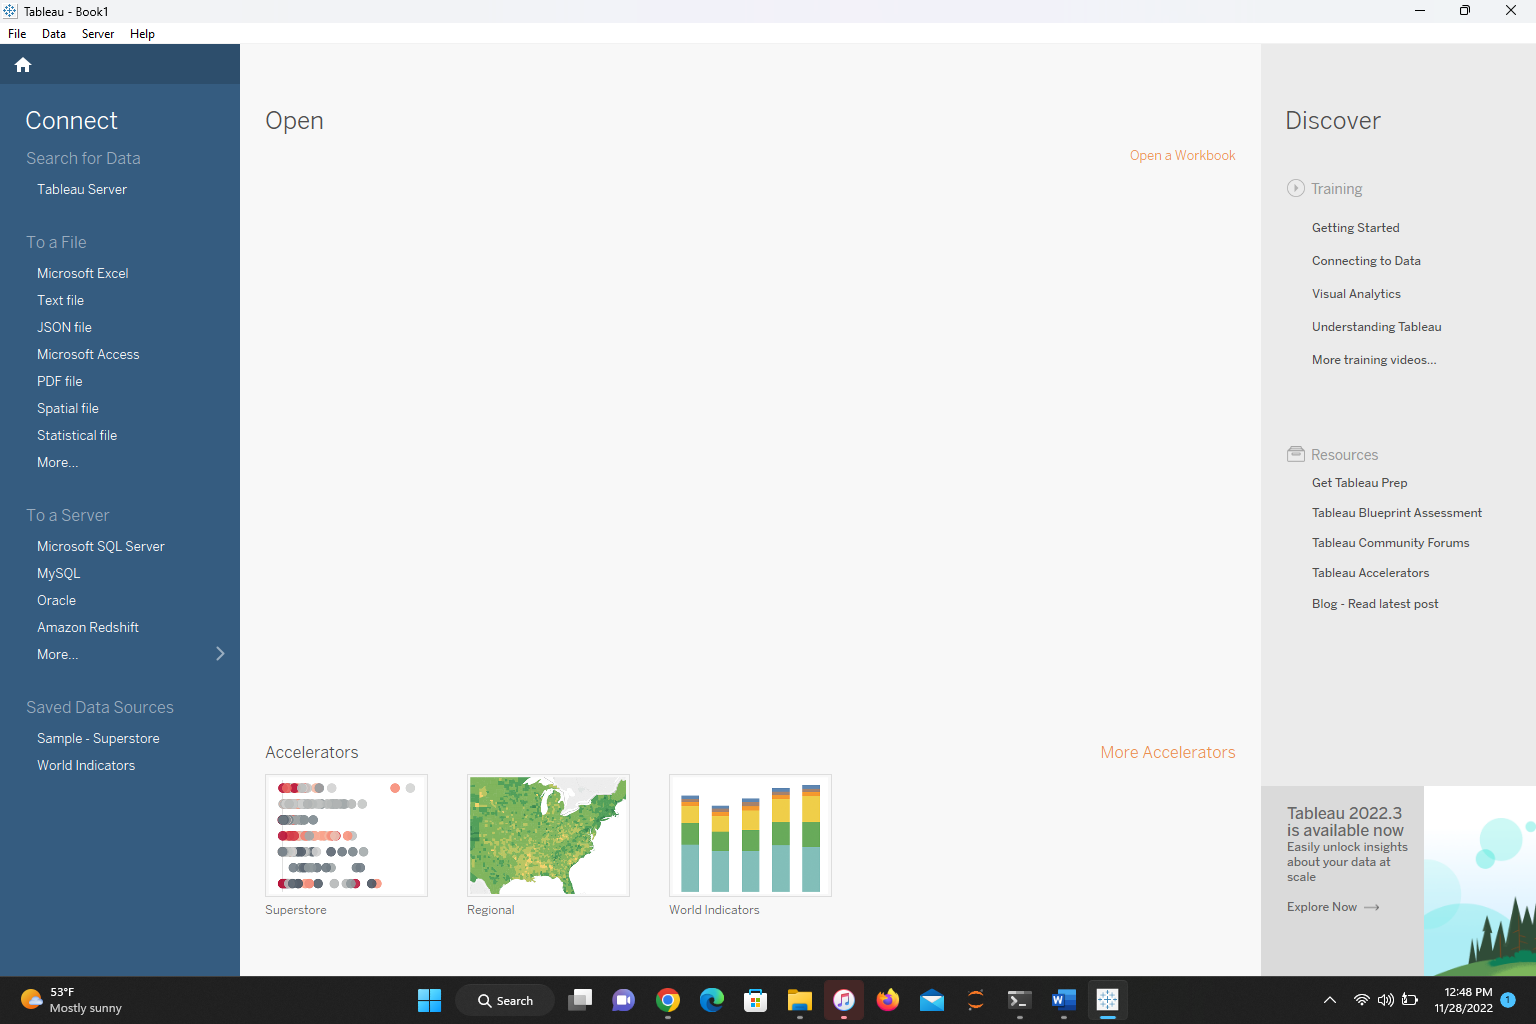 Tableau - Book1
File Data Server Help
Connect
Search for Data
Tableau Server
To a File
Microsoft Excel
Text file
JSON file
Microsoft Access
PDF file
Spatial file
Statistical file
More...
To a Server
Microsoft SQL Server
MySQL
Oracle
Amazon Redshift
More...
Saved Data Sources
Sample - Superstore
World Indicators
Open
Open a Workbook
Accelerators
More Accelerators
Superstore
Regional
World Indicators
Discover
Training
Getting Started
Connecting to Data
Visual Analytics
Understanding Tableau
More training videos...
Resources
Get Tableau Prep
Tableau Blueprint Assessment
Tableau Community Forums
Tableau Accelerators
Blog - Read latest post
Tableau 2022.3
is available now
Easily unlock insights
about your data at
scale
Explore Now
53°F
Mostly sunny
Search
12:48 PM
11/28/2022
1